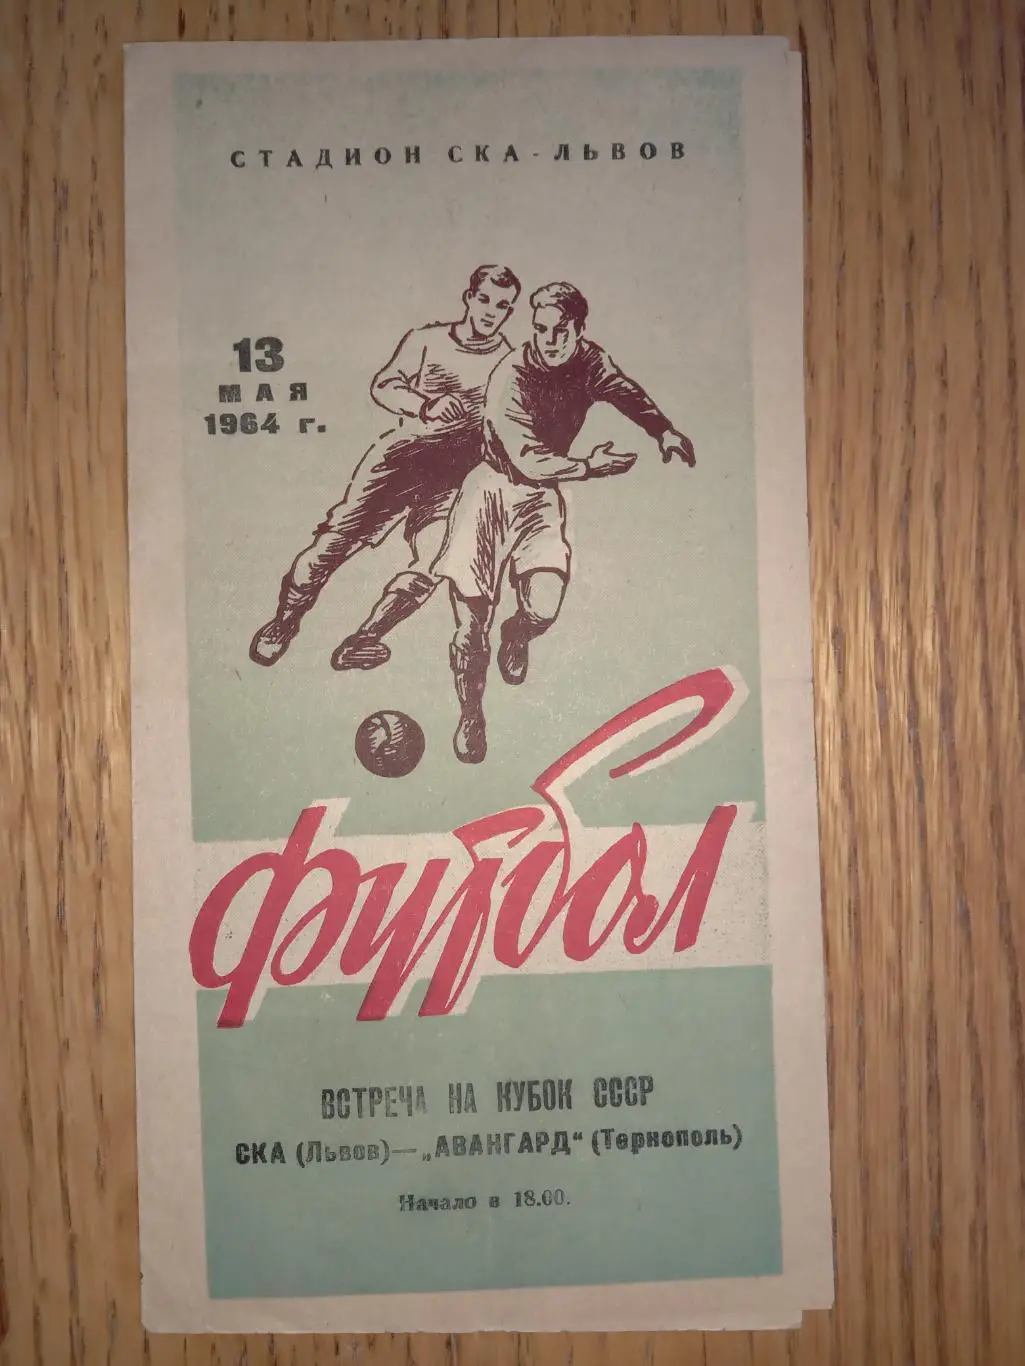 СТАДИОН СКА - ЛЬВОВ
13
МАЯ
1964 г.
Футбол
ВСТРЕЧА НА КУБОК СССР
СКА (Львов)—„АВАНГАРД" (Тернополь)
Начало в 18.00.